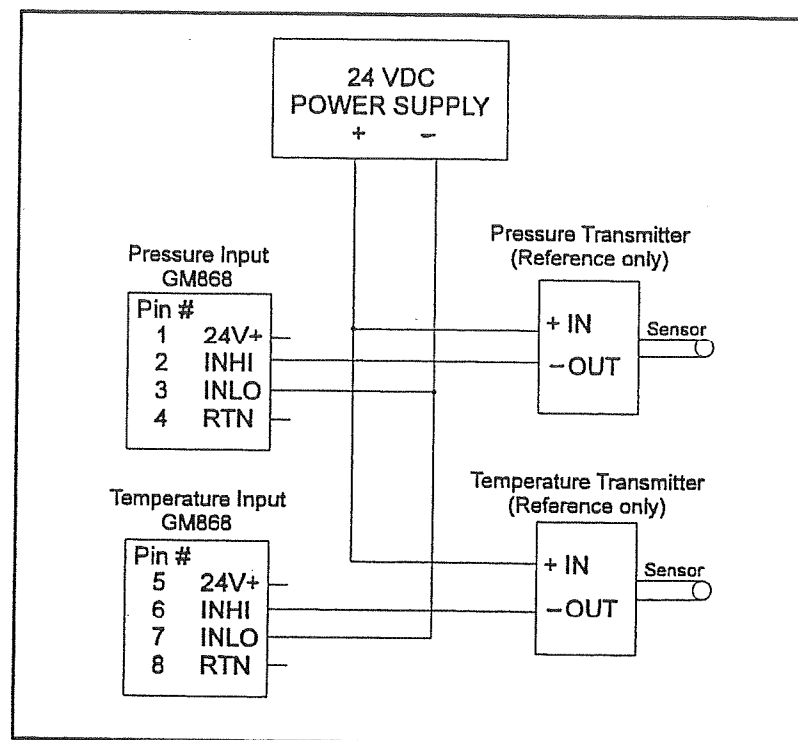 24 VDC
POWER SUPPLY
+ −
Pressure Input
GM868
Pin #
1 24V+
2 INHI
3 INLO
4 RTN
Pressure Transmitter
(Reference only)
+ IN
−OUT
Sensor
Temperature Input
GM868
Pin #
5 24V+
6 INHI
7 INLO
8 RTN
Temperature Transmitter
(Reference only)
+ IN
−OUT
Sensor